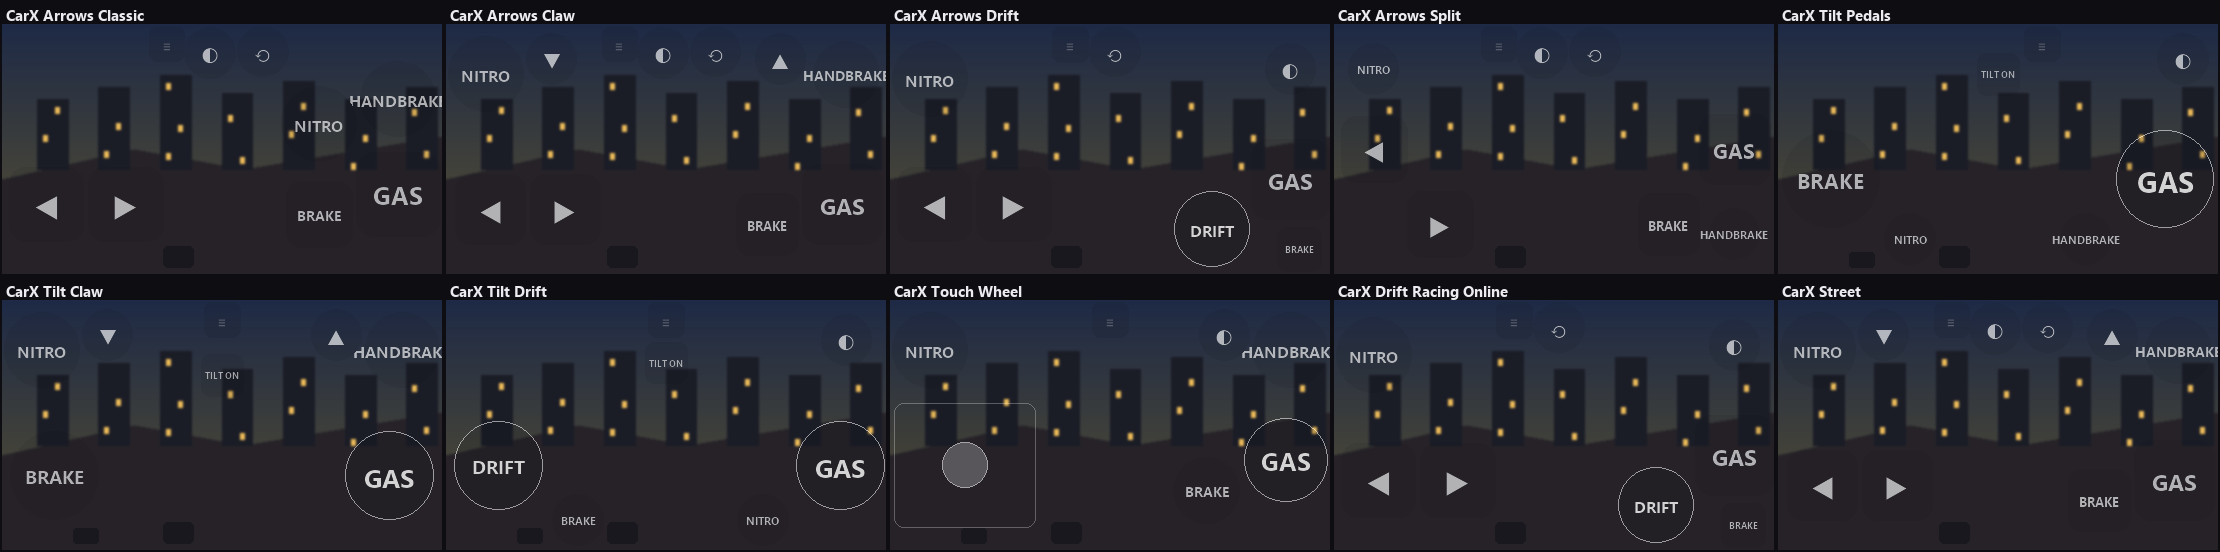 CarX Arrows Classic
NITRO
HANDBRAKE
GAS
BRAKE
CarX Arrows Claw
NITRO
HANDBRAKE
GAS
BRAKE
CarX Arrows Drift
NITRO
GAS
DRIFT
BRAKE
CarX Arrows Split
NITRO
GAS
BRAKE
HANDBRAKE
CarX Tilt Pedals
TILT ON
BRAKE
GAS
NITRO
HANDBRAKE
CarX Tilt Claw
NITRO
HANDBRAK
TILT ON
BRAKE
GAS
CarX Tilt Drift
TILT ON
DRIFT
GAS
BRAKE
NITRO
CarX Touch Wheel
NITRO
HANDBRAK
GAS
BRAKE
CarX Drift Racing Online
NITRO
GAS
DRIFT
BRAKE
CarX Street
NITRO
HANDBRAKE
GAS
BRAKE